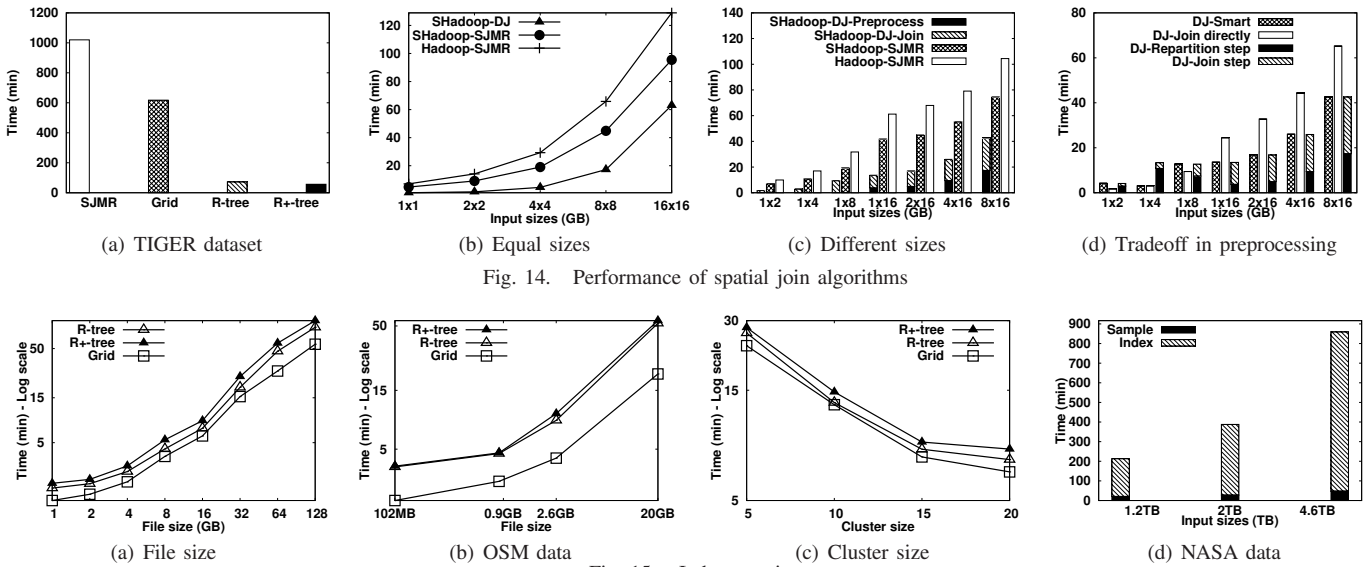 Time (min)
1200
1000
800
600
400
200
0
SJMR Grid R-tree R+-tree
(a) TIGER dataset
Time (min)
120
100
80
60
40
20
SHadoop-DJ
SHadoop-SJMR
Hadoop-SJMR
1x1 2x2 4x4 8x8 16x16
Input sizes (GB)
(b) Equal sizes
Time (min)
140
120
100
80
60
40
20
0
SHadoop-DJ-Preprocess
SHadoop-DJ-Join
SHadoop-SJMR
Hadoop-SJMR
1x2 1x4 1x8 1x16 2x16 4x16 8x16
Input sizes (GB)
(c) Different sizes
Time (min)
80
60
40
20
0
DJ-Smart
DJ-Join directly
DJ-Repartition step
DJ-Join step
1x2 1x4 1x8 1x16 2x16 4x16 8x16
Input sizes (GB)
(d) Tradeoff in preprocessing
Fig. 14. Performance of spatial join algorithms
Time (min) - Log scale
50
15
5
R-tree
R+-tree
Grid
1 2 4 8 16 32 64 128
File size (GB)
(a) File size
Time (min) - Log scale
50
15
5
R+-tree
R-tree
Grid
102MB 0.9GB 2.6GB 20GB
File size
(b) OSM data
Time (min) - Log scale
30
15
5
R+-tree
R-tree
Grid
5 10 15 20
Cluster size
(c) Cluster size
Time (min)
900
800
700
600
500
400
300
200
100
0
Sample
Index
1.2TB 2TB 4.6TB
Input sizes (TB)
(d) NASA data